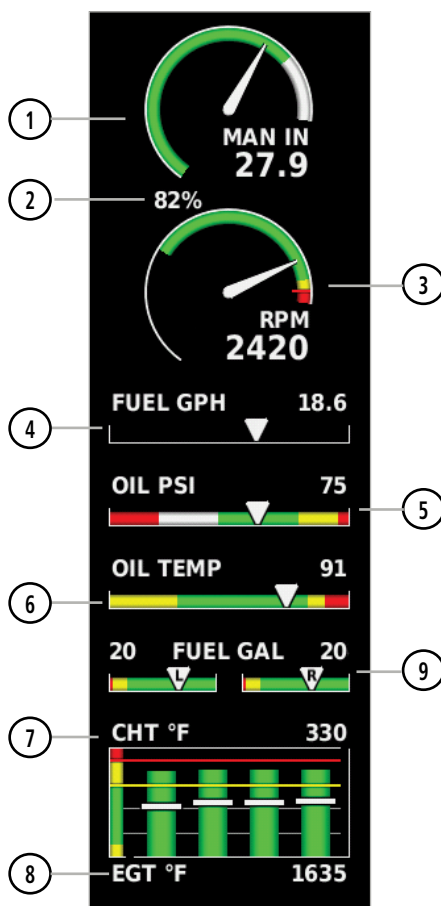 1
MAN IN
27.9
2
82%
3
RPM
2420
FUEL GPH 18.6
4
OIL PSI 75
5
OIL TEMP 91
6
20 FUEL GAL 20
9
L R
7
CHT °F 330
8
EGT °F 1635